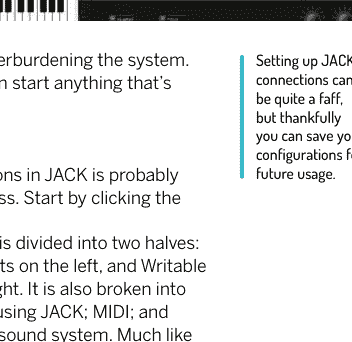 erburdening the system.
n start anything that's
ons in JACK is probably
ss. Start by clicking the
is divided into two halves:
ts on the left, and Writable
ht. It is also broken into
using JACK; MIDI; and
sound system. Much like
Setting up JACK
connections can
be quite a faff,
but thankfully
you can save yo
configurations f
future usage.